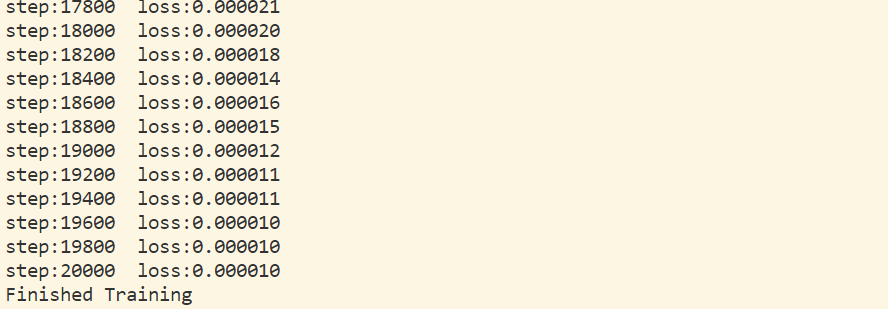 step:17800  loss:0.000021
step:18000  loss:0.000020
step:18200  loss:0.000018
step:18400  loss:0.000014
step:18600  loss:0.000016
step:18800  loss:0.000015
step:19000  loss:0.000012
step:19200  loss:0.000011
step:19400  loss:0.000011
step:19600  loss:0.000010
step:19800  loss:0.000010
step:20000  loss:0.000010
Finished Training